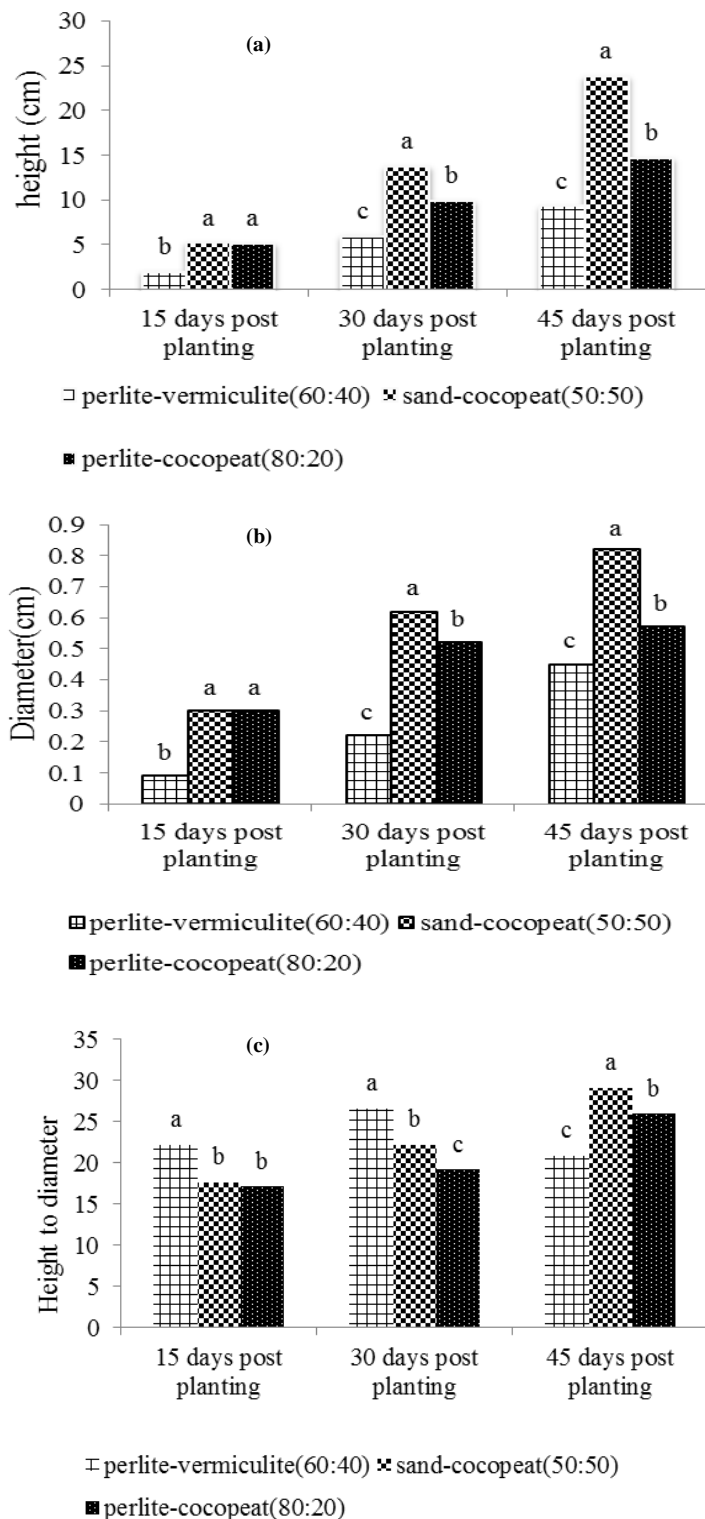 (a)
height (cm)
30
25
20
15
10
5
0
b a a
c a b
c a b
15 days post planting
30 days post planting
45 days post planting
perlite-vermiculite(60:40) sand-cocopeat(50:50)
perlite-cocopeat(80:20)
(b)
Diameter(cm)
0.9
0.8
0.7
0.6
0.5
0.4
0.3
0.2
0.1
0
b a a
c a b
c a b
15 days post planting
30 days post planting
45 days post planting
perlite-vermiculite(60:40) sand-cocopeat(50:50)
perlite-cocopeat(80:20)
(c)
Height to diameter
35
30
25
20
15
10
5
0
a b b
a b c
c a b
15 days post planting
30 days post planting
45 days post planting
perlite-vermiculite(60:40) sand-cocopeat(50:50)
perlite-cocopeat(80:20)